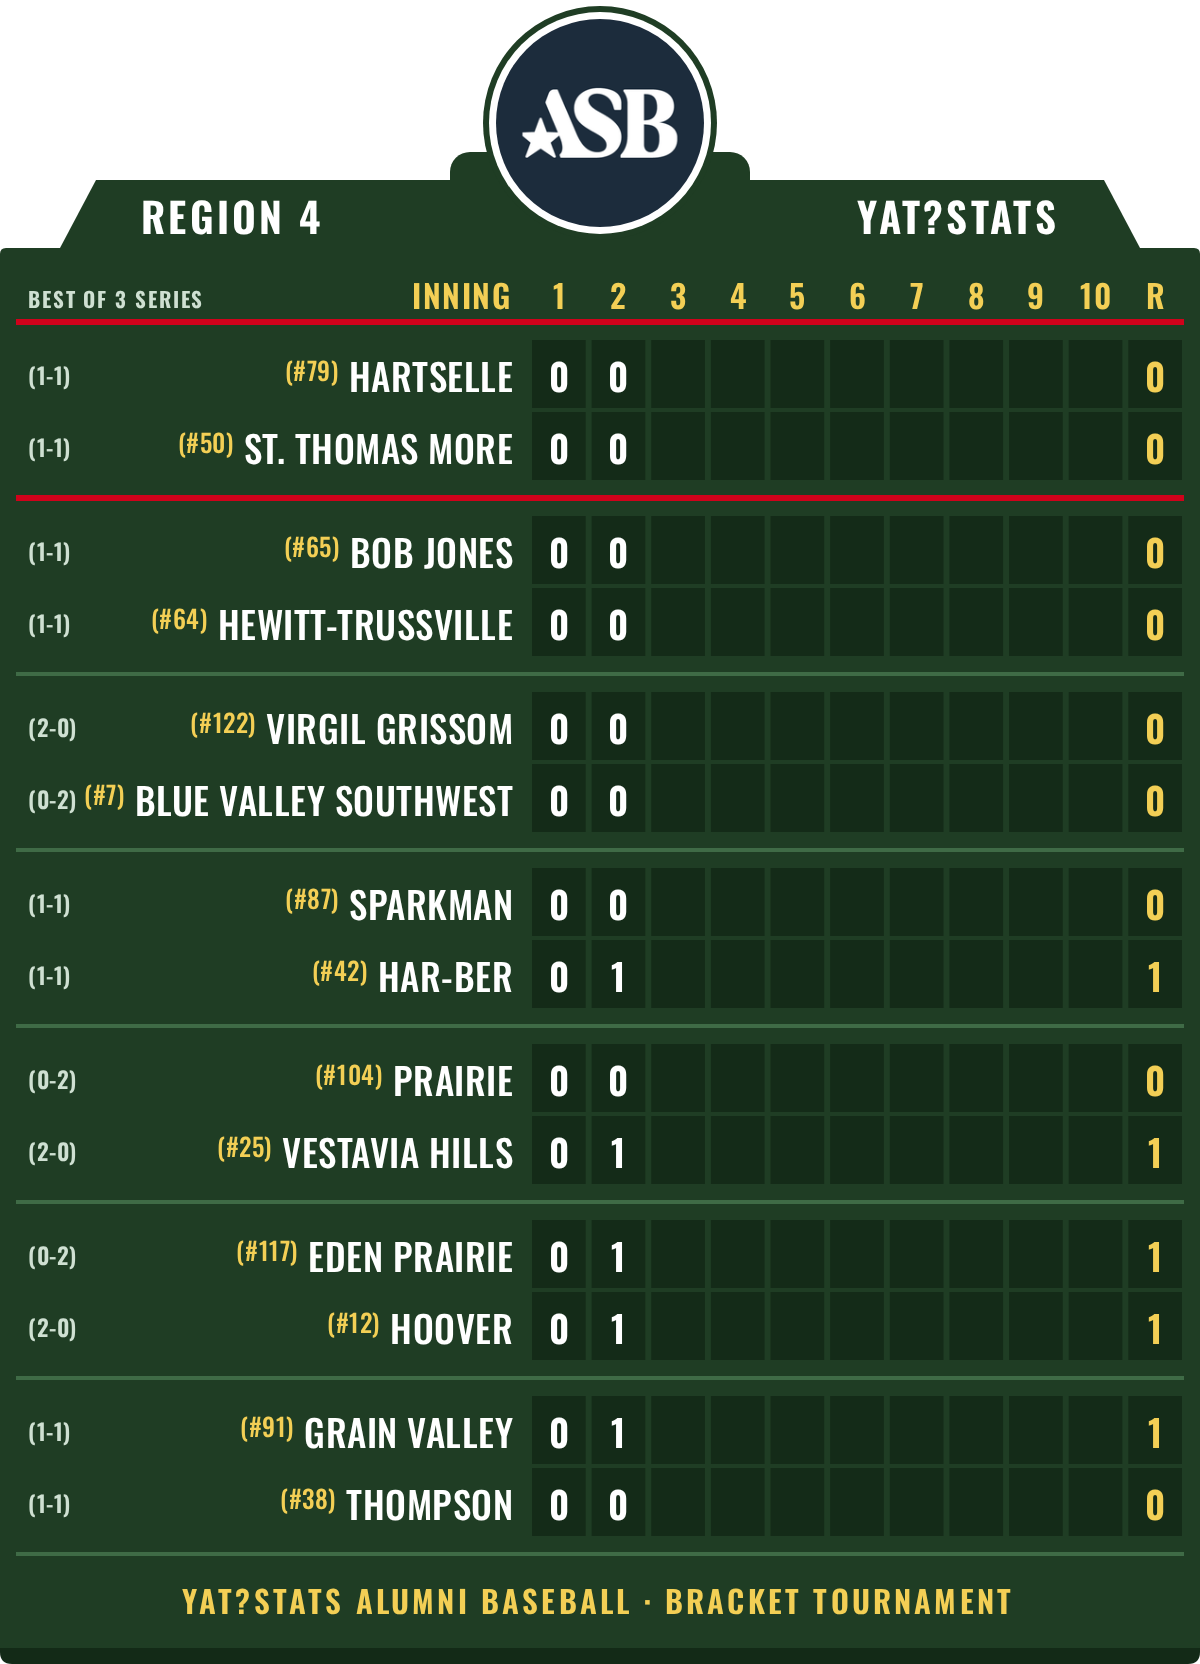 ASB
REGION 4 YAT?STATS
BEST OF 3 SERIES INNING 1 2 3 4 5 6 7 8 9 10 R
(1-1) (#79) HARTSELLE 0 0 0
(1-1) (#50) ST. THOMAS MORE 0 0 0
(1-1) (#65) BOB JONES 0 0 0
(1-1) (#64) HEWITT-TRUSSVILLE 0 0 0
(2-0) (#122) VIRGIL GRISSOM 0 0 0
(0-2) (#7) BLUE VALLEY SOUTHWEST 0 0 0
(1-1) (#87) SPARKMAN 0 0 0
(1-1) (#42) HAR-BER 0 1 1
(0-2) (#104) PRAIRIE 0 0 0
(2-0) (#25) VESTAVIA HILLS 0 1 1
(0-2) (#117) EDEN PRAIRIE 0 1 1
(2-0) (#12) HOOVER 0 1 1
(1-1) (#91) GRAIN VALLEY 0 1 1
(1-1) (#38) THOMPSON 0 0 0
YAT?STATS ALUMNI BASEBALL · BRACKET TOURNAMENT